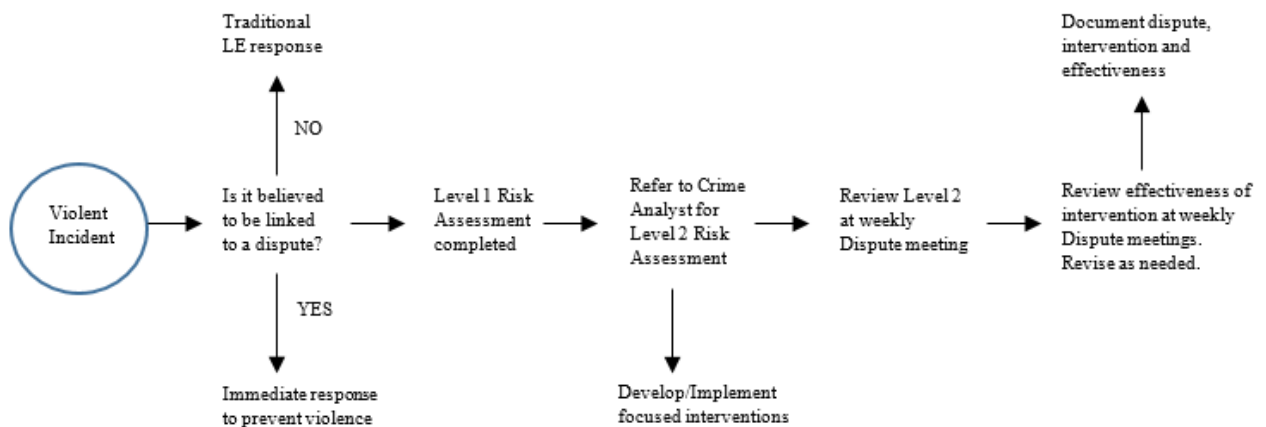 Traditional
LE response
NO
Violent
Incident
Is it believed
to be linked
to a dispute?
YES
Immediate response
to prevent violence
Level 1 Risk
Assessment
completed
Refer to Crime
Analyst for
Level 2 Risk
Assessment
Develop/Implement
focused interventions
Review Level 2
at weekly
Dispute meeting
Review effectiveness of
intervention at weekly
Dispute meetings.
Revise as needed.
Document dispute,
intervention and
effectiveness